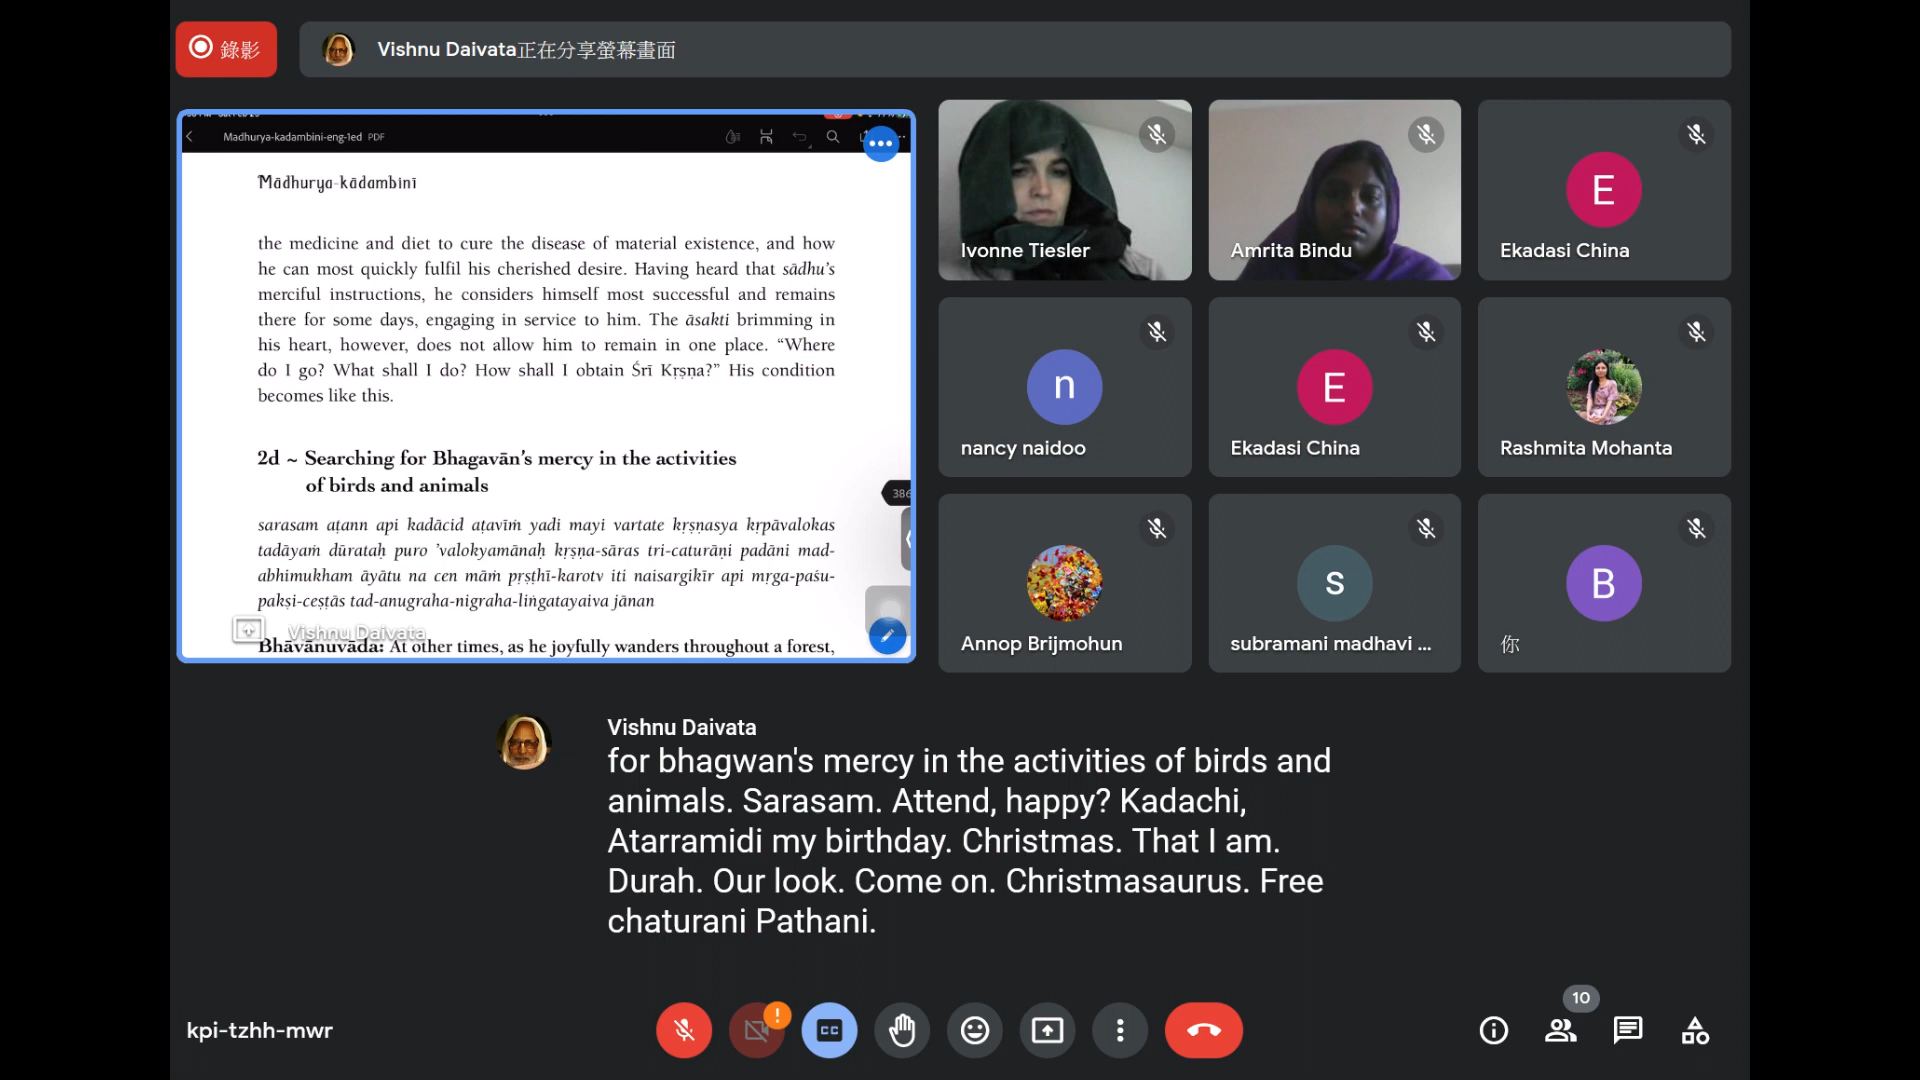 錄影
Vishnu Daivata正在分享螢幕畫面
Madhurya-kadambini-eng-1ed PDF
Mādhurya-kādambinī
the medicine and diet to cure the disease of material existence, and how
he can most quickly fulfil his cherished desire. Having heard that sādhu's
merciful instructions, he considers himself most successful and remains
there for some days, engaging in service to him. The āsakti brimming in
his heart, however, does not allow him to remain in one place. “Where
do I go? What shall I do? How shall I obtain Śrī Kṛṣṇa?” His condition
becomes like this.
2d ~ Searching for Bhagavān's mercy in the activities
of birds and animals
386
sarasam aṭann api kadācid aṭavīṁ yadi mayi vartate kṛṣṇasya kṛpāvalokas
tadāyaṁ dūrataḥ puro 'valokyamānaḥ kṛṣṇa-sāras tri-caturāṇi padāni mad-
abhimukham āyātu na cen māṁ pṛṣṭhī-karotv iti naisargikīr api mṛga-paśu-
pakṣi-ceṣṭās tad-anugraha-nigraha-liṅgatayaiva jānan
Vishnu Daivata
Bhāvānuvāda: At other times, as he joyfully wanders throughout a forest,
Ivonne Tiesler
Amrita Bindu
E
Ekadasi China
n
nancy naidoo
E
Ekadasi China
Rashmita Mohanta
Annop Brijmohun
s
subramani madhavi ...
B
你
Vishnu Daivata
for bhagwan's mercy in the activities of birds and
animals. Sarasam. Attend, happy? Kadachi,
Atarramidi my birthday. Christmas. That I am.
Durah. Our look. Come on. Christmasaurus. Free
chaturani Pathani.
kpi-tzhh-mwr
!
CC
10